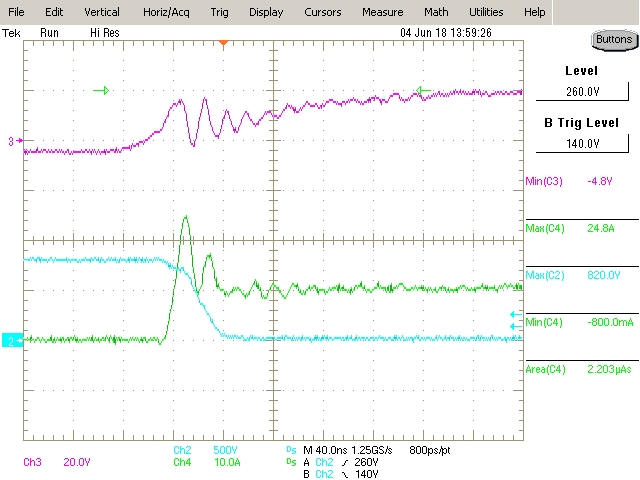 File Edit Vertical Horiz/Acq Trig Display Cursors Measure Math Utilities Help
Tek Run Hi Res 04 Jun 18 13:59:26
Buttons
Level
260.0V
B Trig Level
140.0V
3
Min(C3) -4.8V
Max(C4) 24.8A
Max(C2) 820.0V
2
Min(C4) -800.0mA
Area(C4) 2.203µAs
Ch2 500V Ds M 40.0ns 1.25GS/s 800ps/pt
Ch3 20.0V Ch4 10.0A Ds A Ch2 260V
B Ch2 140V